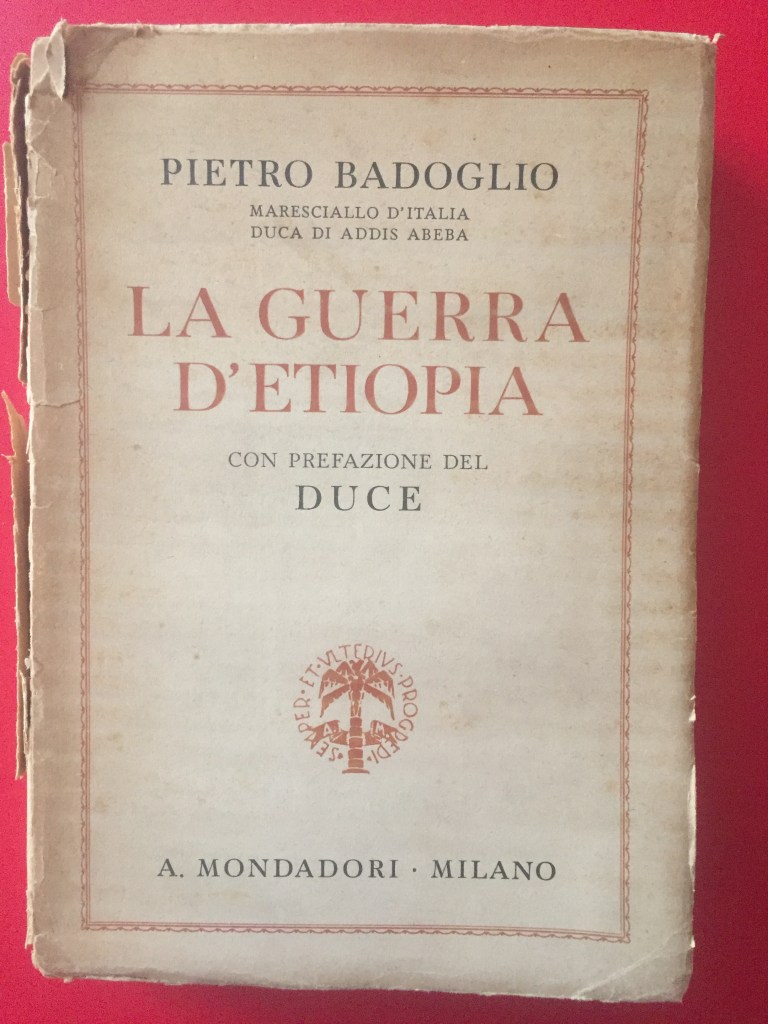 PIETRO BADOGLIO
MARESCIALLO D'ITALIA
DUCA DI ADDIS ABEBA
LA GUERRA
D'ETIOPIA
CON PREFAZIONE DEL
DUCE
SEMPER · ET · VLTERIVS · PROGREDI ·
A. M.
A. MONDADORI · MILANO